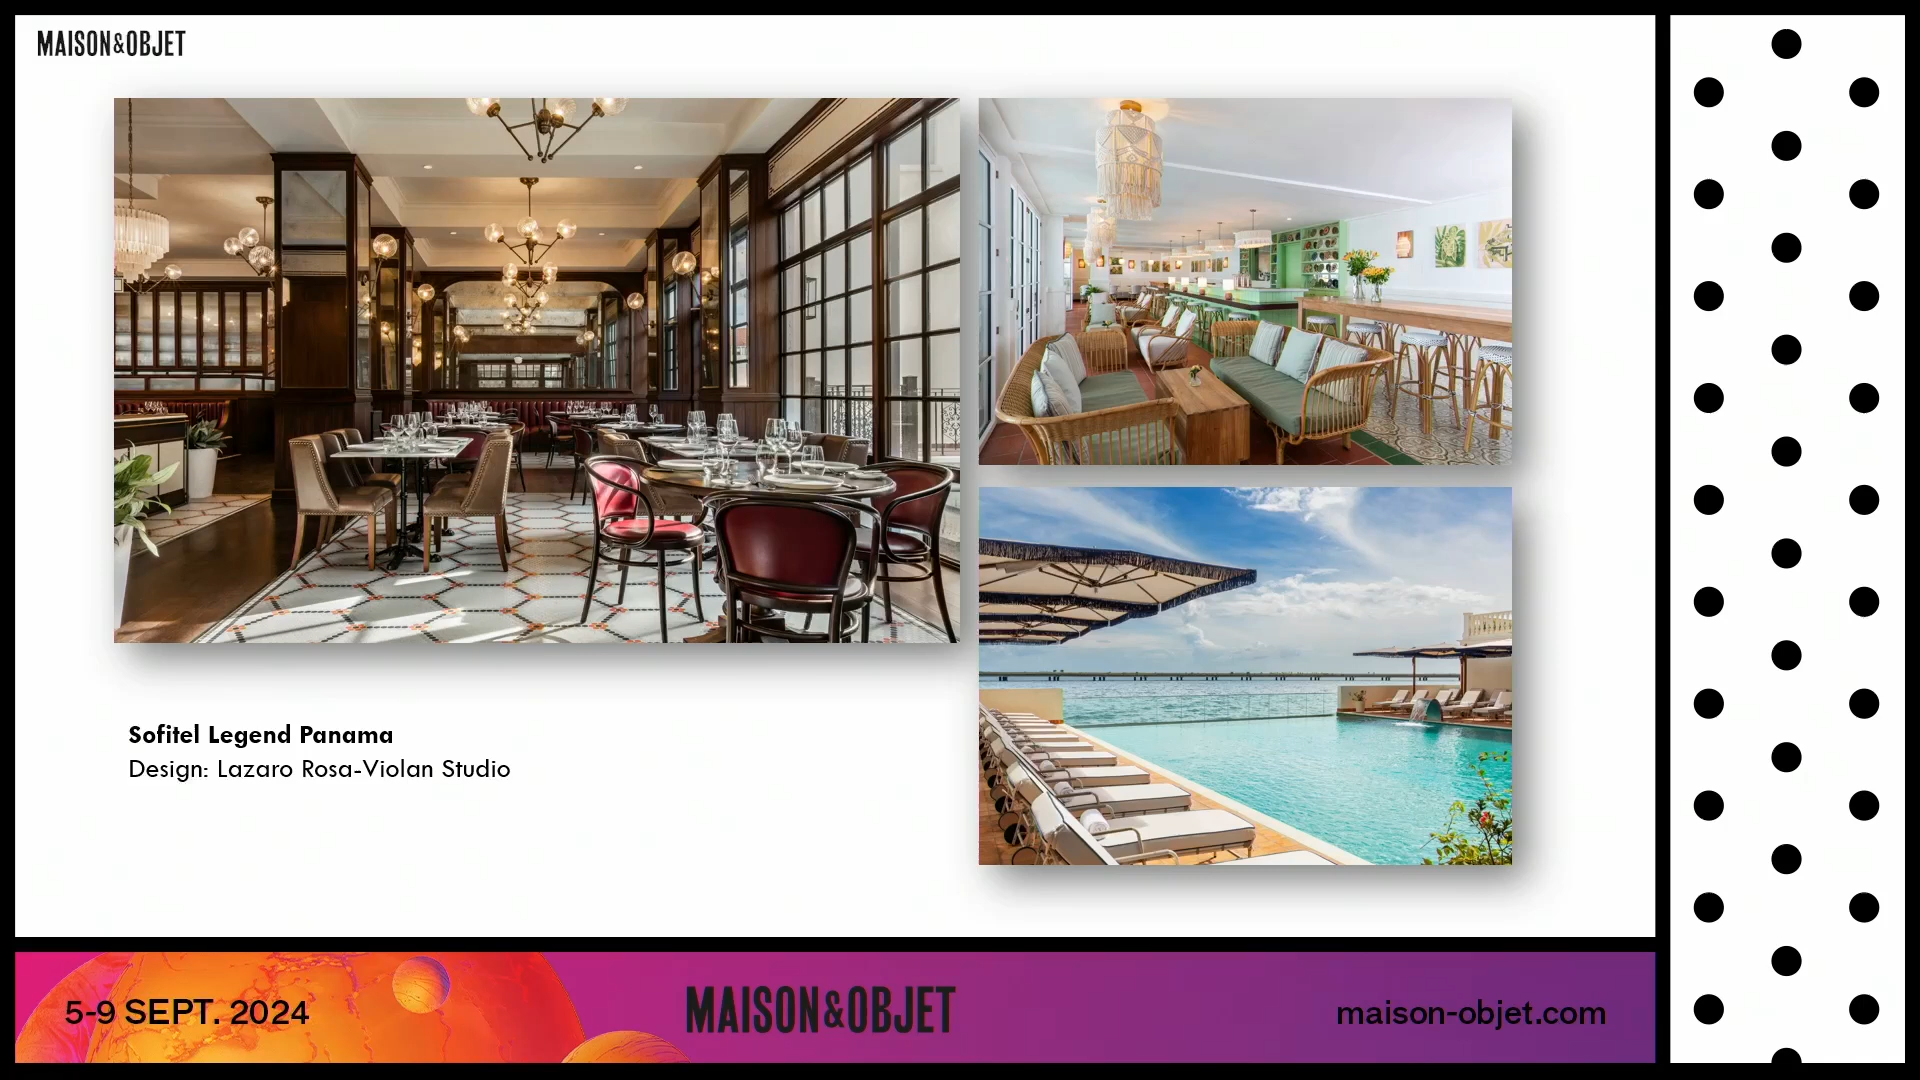 MAISON&OBJET
Sofitel Legend Panama
Design: Lazaro Rosa-Violan Studio
5-9 SEPT. 2024
MAISON&OBJET
maison-objet.com